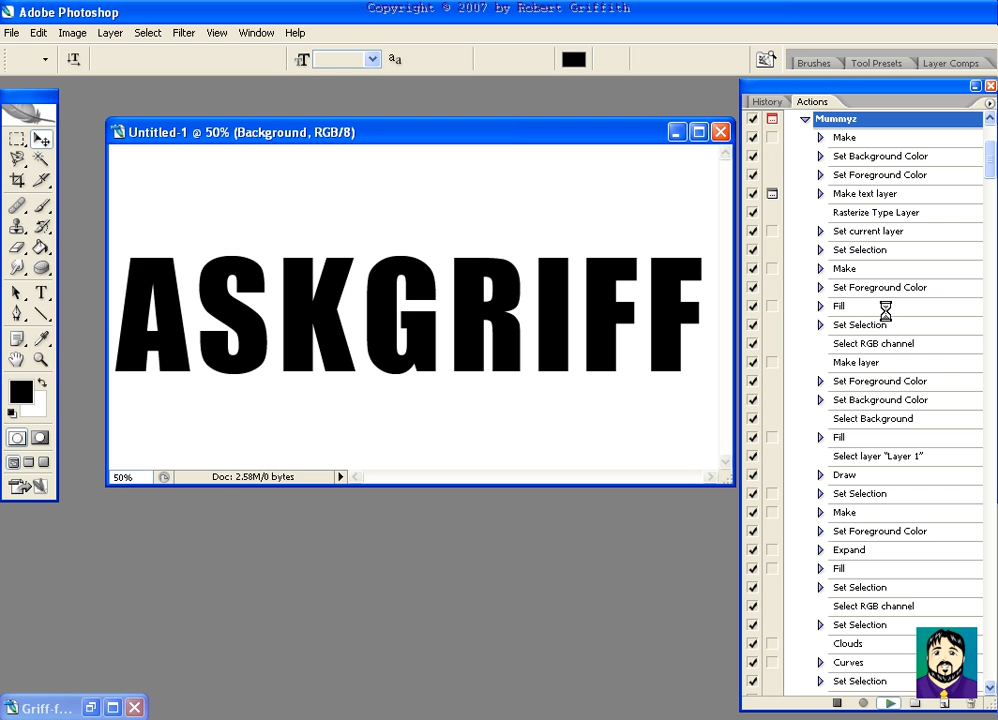 Copyright © 2007 by Robert Griffith
Adobe Photoshop
File Edit Image Layer Select Filter View Window Help
T T aa Brushes Tool Presets Layer Comps
History Actions
Mummyz
Make
Set Background Color
Set Foreground Color
Make text layer
Rasterize Type Layer
Set current layer
Set Selection
Make
Set Foreground Color
Fill
Set Selection
Select RGB channel
Make layer
Set Foreground Color
Set Background Color
Select Background
Fill
Select layer "Layer 1"
Draw
Set Selection
Make
Set Foreground Color
Expand
Fill
Set Selection
Select RGB channel
Set Selection
Clouds
Curves
Set Selection
Untitled-1 @ 50% (Background, RGB/8)
ASKGRIFF
50% Doc: 2.58M/0 bytes
Griff-f...